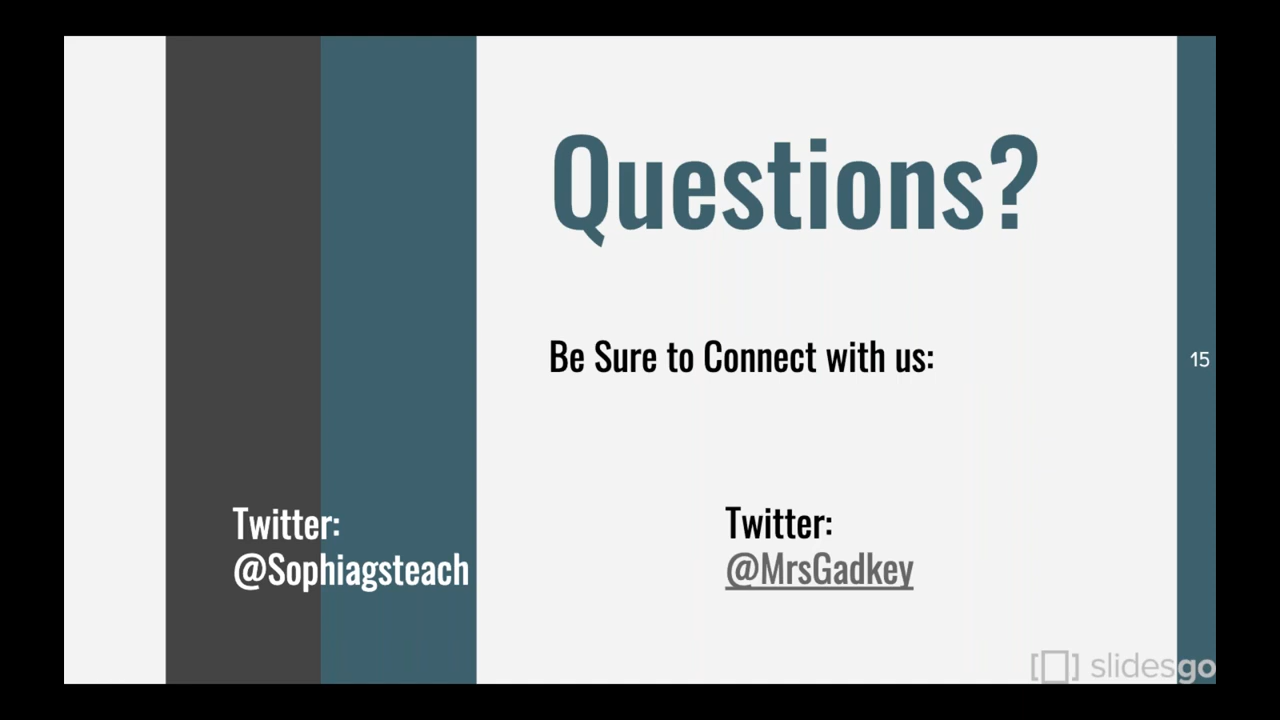 Questions?
Be Sure to Connect with us:
15
Twitter:
@Sophiagsteach
Twitter:
@MrsGadkey
slidesgo